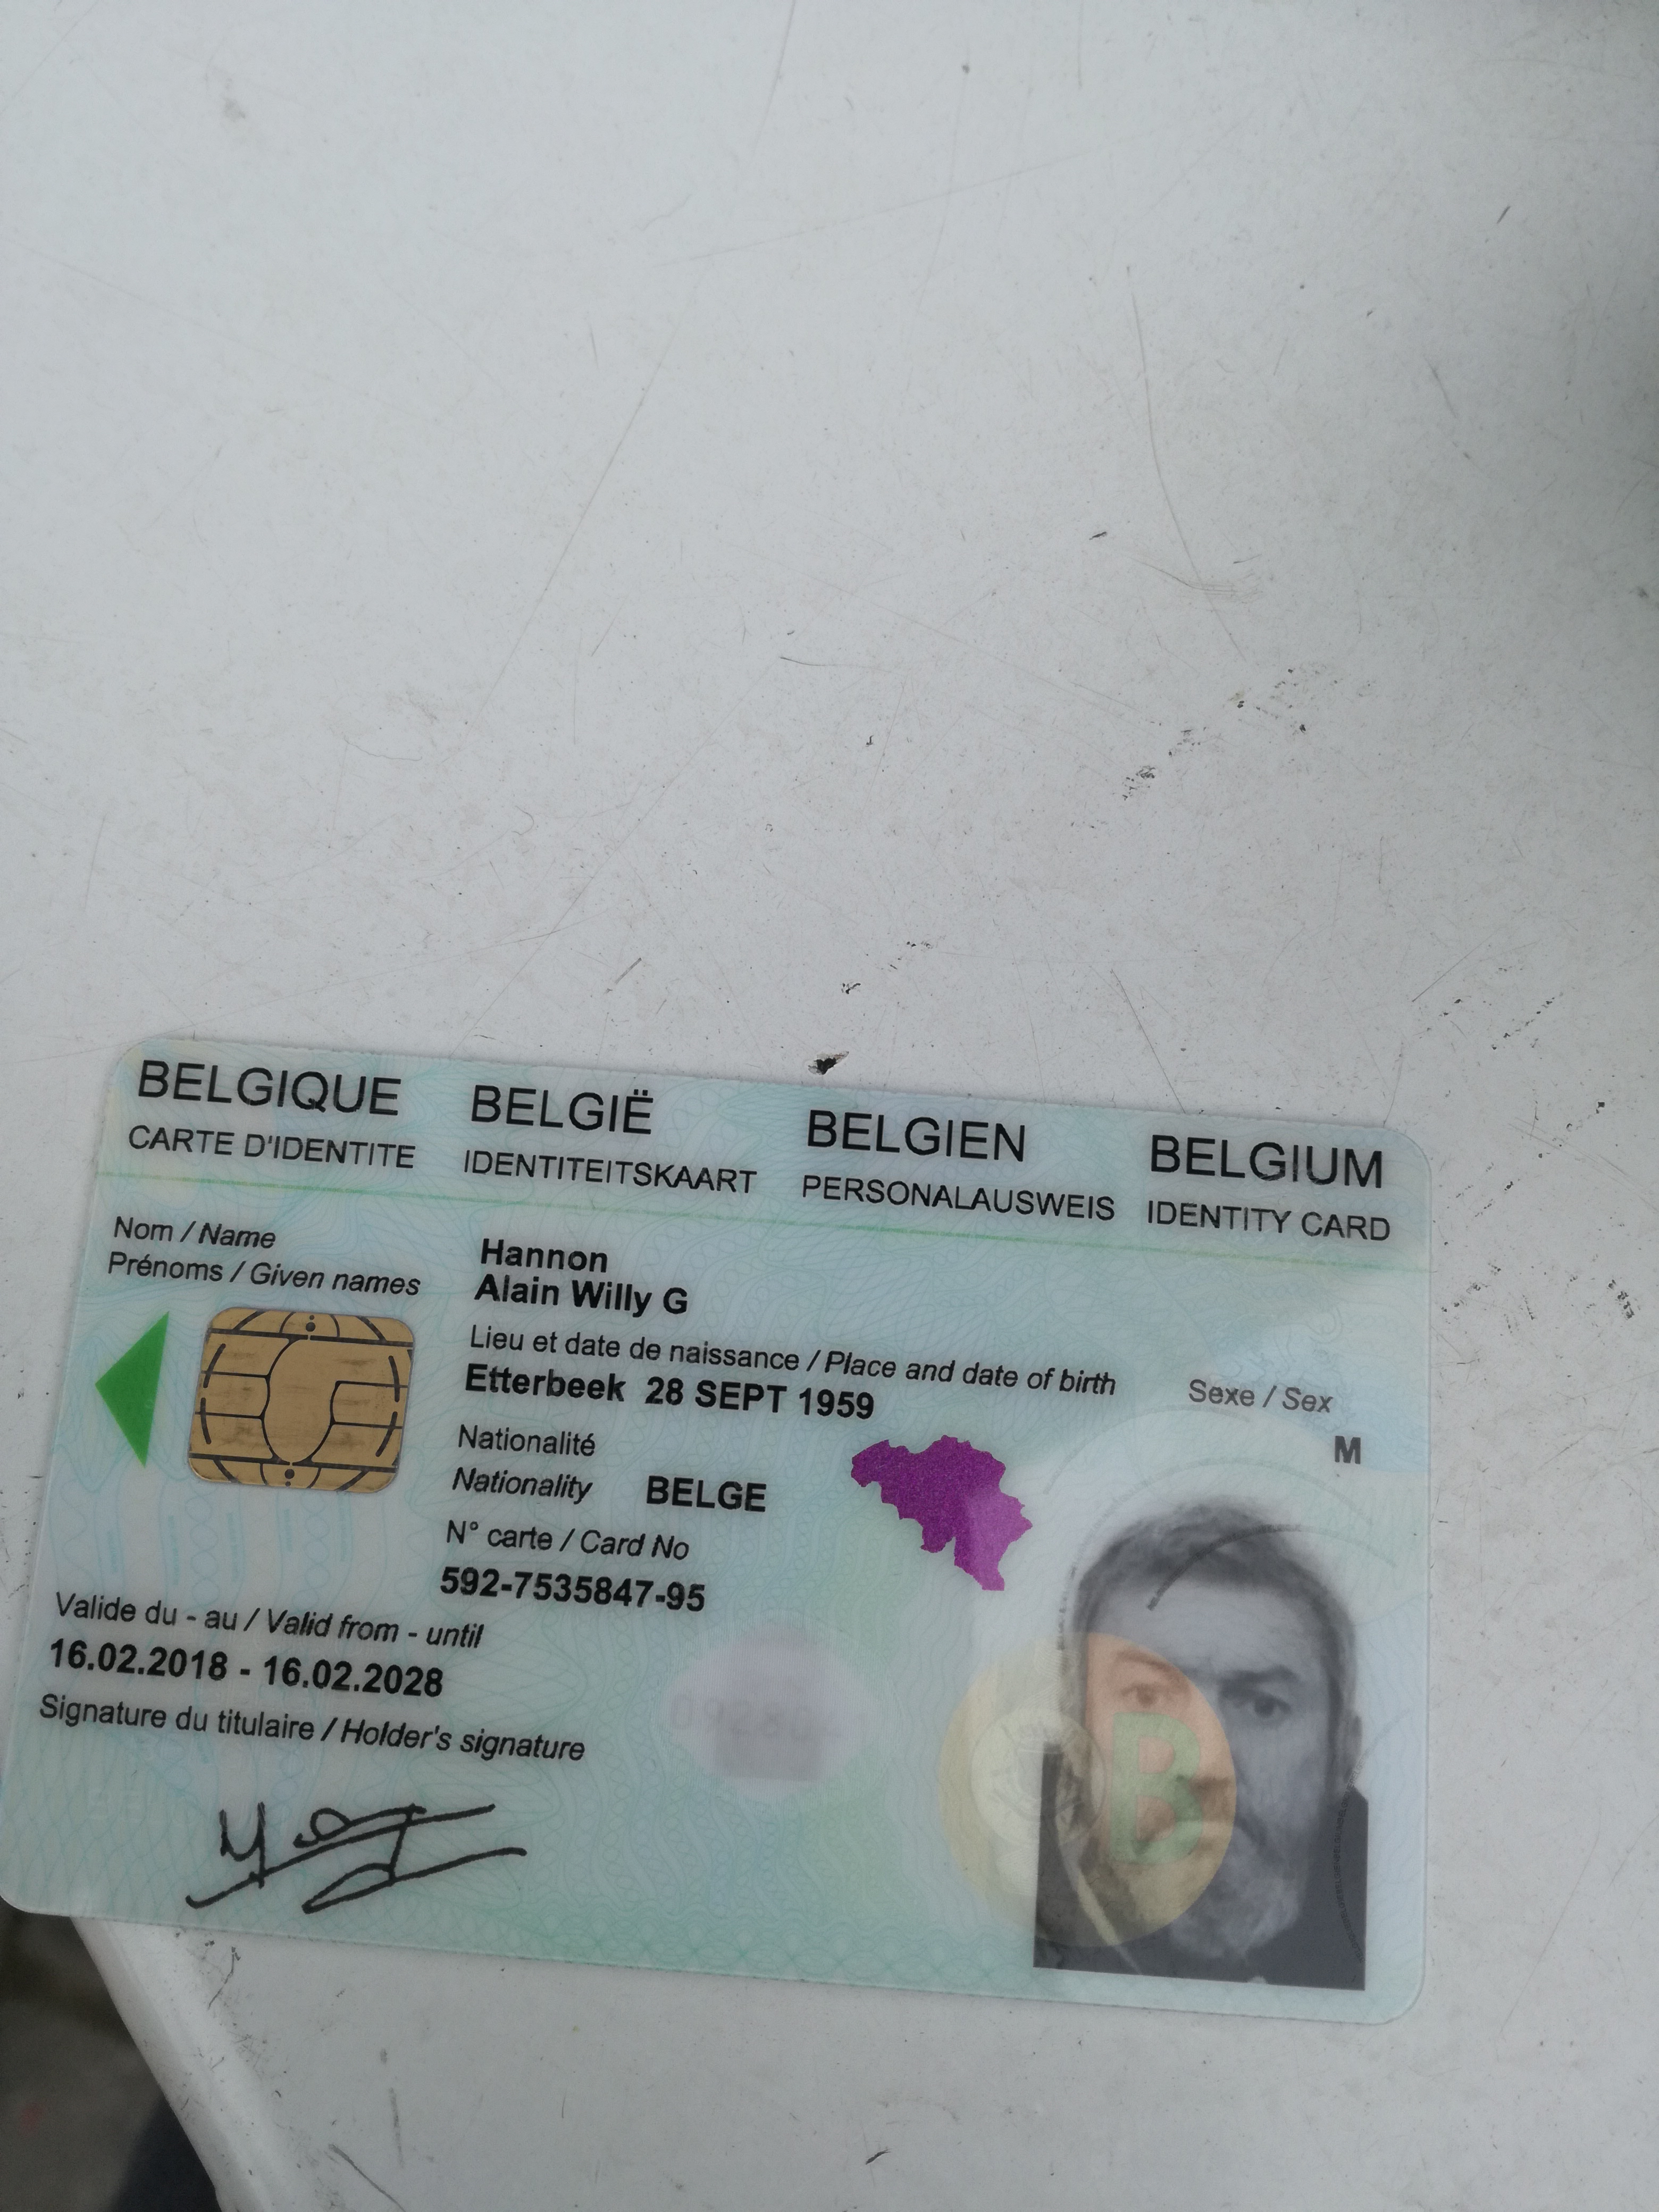 BELGIQUE BELGIË BELGIEN BELGIUM
CARTE D'IDENTITE IDENTITEITSKAART PERSONALAUSWEIS IDENTITY CARD
Nom / Name Hannon
Prénoms / Given names Alain Willy G
Lieu et date de naissance / Place and date of birth
Etterbeek 28 SEPT 1959
Sexe / Sex
M
Nationalité
Nationality BELGE
N° carte / Card No
592-7535847-95
Valide du - au / Valid from - until
16.02.2018 - 16.02.2028
Signature du titulaire / Holder's signature
B